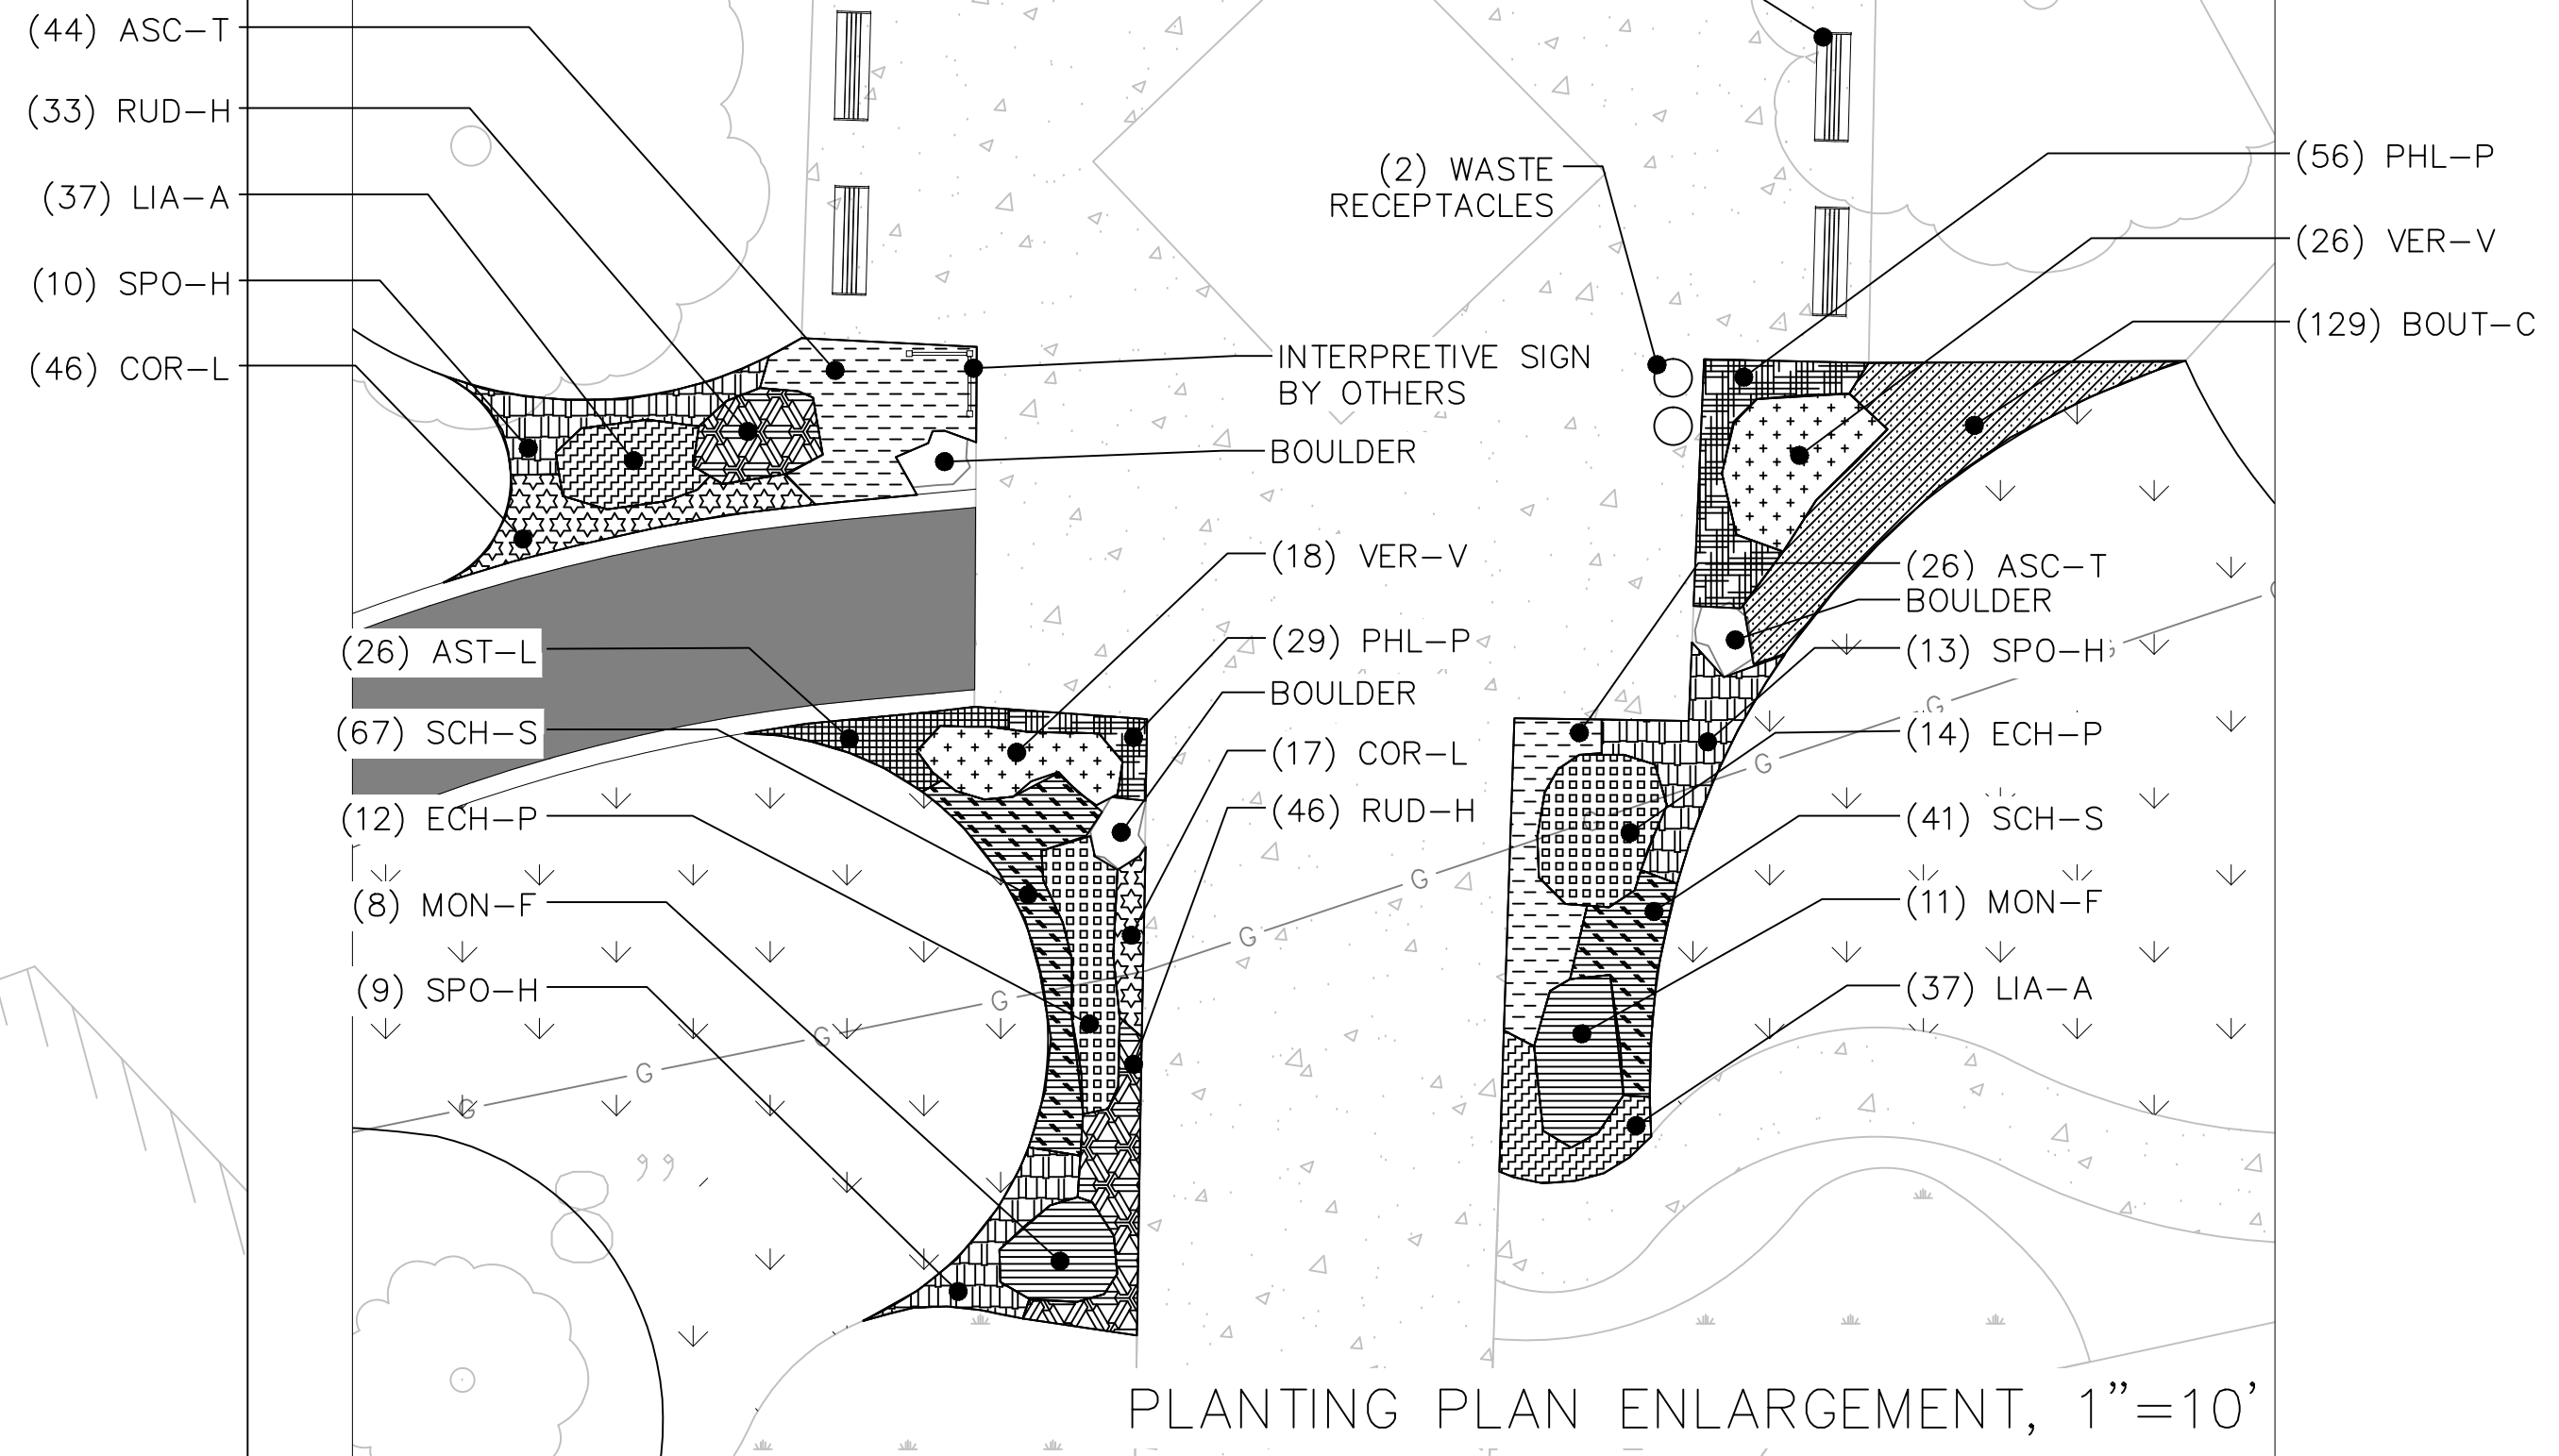 (44) ASC-T
(33) RUD-H
(37) LIA-A
(10) SPO-H
(46) COR-L
(2) WASTE
RECEPTACLES
(56) PHL-P
(26) VER-V
(129) BOUT-C
INTERPRETIVE SIGN
BY OTHERS
BOULDER
(18) VER-V
(29) PHL-P
BOULDER
(17) COR-L
(46) RUD-H
(26) AST-L
(67) SCH-S
(12) ECH-P
(8) MON-F
(9) SPO-H
(26) ASC-T
BOULDER
(13) SPO-H
(14) ECH-P
(41) SCH-S
(11) MON-F
(37) LIA-A
G
G
G
G
G
G
G
G
G
PLANTING PLAN ENLARGEMENT, 1"=10'